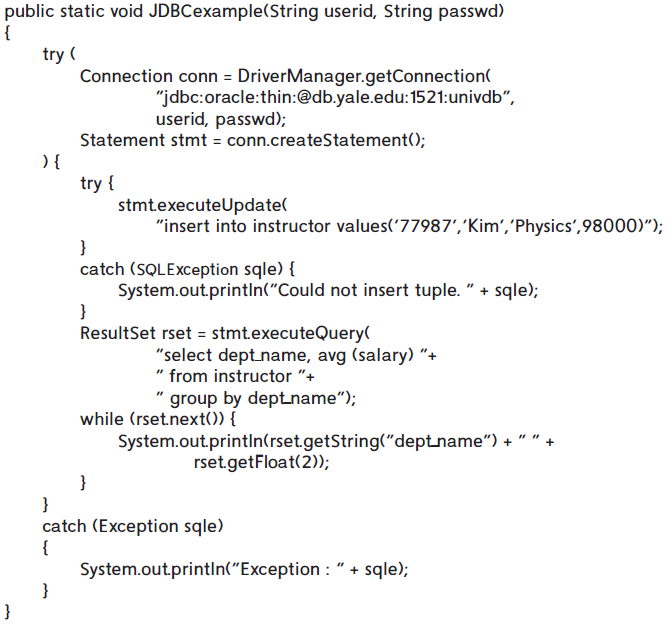 public static void JDBCexample(String userid, String passwd)
{
try (
Connection conn = DriverManager.getConnection(
"jdbc:oracle:thin:@db.yale.edu:1521:univdb",
userid, passwd);
Statement stmt = conn.createStatement();
) {
try {
stmt.executeUpdate(
"insert into instructor values('77987','Kim','Physics',98000)");
}
catch (SQLException sqle) {
System.out.println("Could not insert tuple. " + sqle);
}
ResultSet rset = stmt.executeQuery(
"select dept_name, avg (salary) "+
" from instructor "+
" group by dept_name");
while (rset.next()) {
System.out.println(rset.getString("dept_name") + " " +
rset.getFloat(2));
}
}
catch (Exception sqle)
{
System.out.println("Exception : " + sqle);
}
}